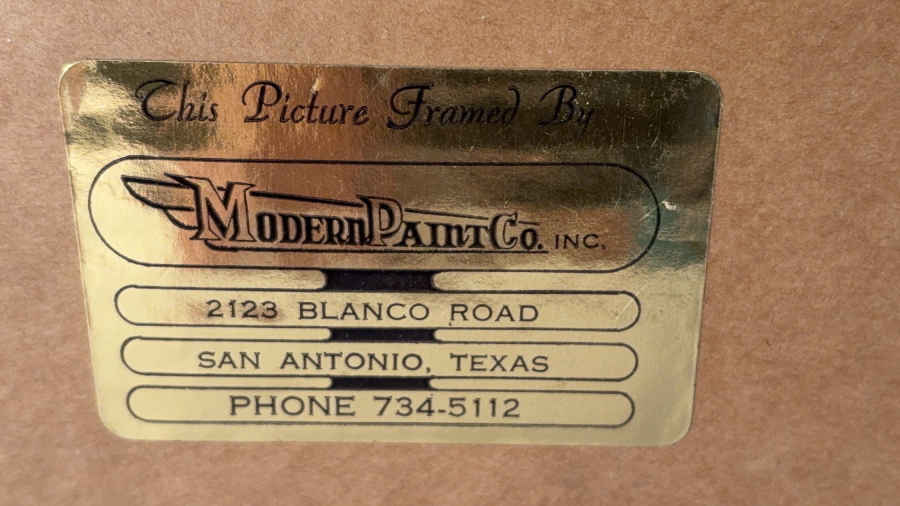 This Picture Framed By
MODERN PAINT CO. INC.
2123 BLANCO ROAD
SAN ANTONIO, TEXAS
PHONE 734-5112